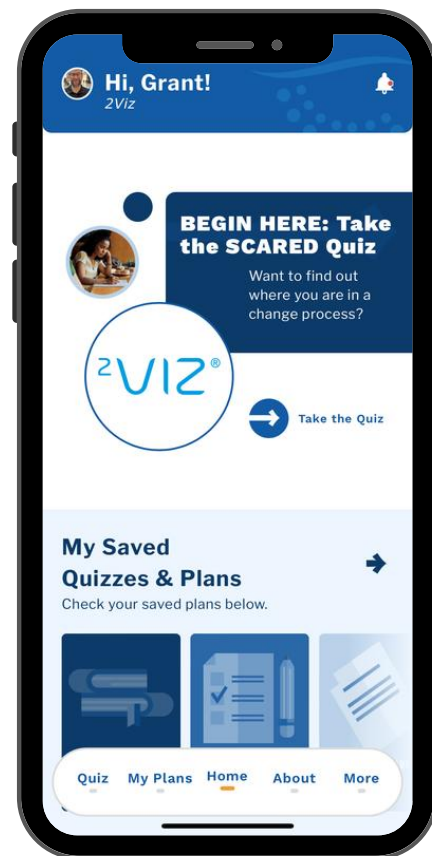 Hi, Grant!
2Viz
BEGIN HERE: Take
the SCARED Quiz
Want to find out
where you are in a
change process?
2VIZ®
Take the Quiz
My Saved
Quizzes & Plans
Check your saved plans below.
Quiz My Plans Home About More